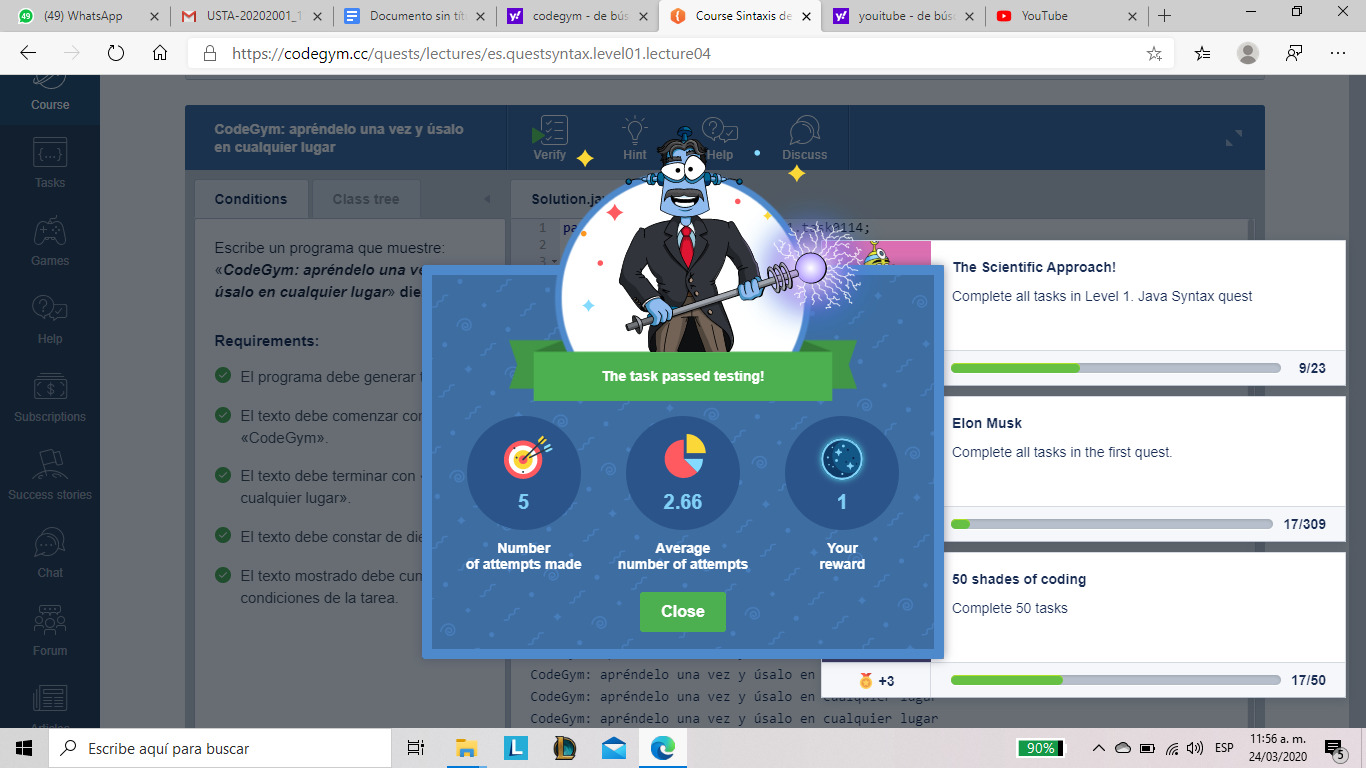 (49) WhatsApp
USTA-20202001_1
Documento sin tít
codegym - de bús
Course Sintaxis de
youitube - de bús
YouTube
https://codegym.cc/quests/lectures/es.questsyntax.level01.lecture04
Course
Tasks
Games
Help
Subscriptions
Success stories
Chat
Forum
Articles
CodeGym: apréndelo una vez y úsalo
en cualquier lugar
Verify
Hint
Help
Discuss
Conditions
Class tree
Solution.ja
1
2
3
Escribe un programa que muestre:
«CodeGym: apréndelo una ve
úsalo en cualquier lugar» die
Requirements:
El programa debe generar t
El texto debe comenzar con
«CodeGym».
El texto debe terminar con
cualquier lugar».
El texto debe constar de die
El texto mostrado debe cum
condiciones de la tarea.
The task passed testing!
5
2.66
1
Number
of attempts made
Average
number of attempts
Your
reward
Close
The Scientific Approach!
Complete all tasks in Level 1. Java Syntax quest
9/23
Elon Musk
Complete all tasks in the first quest.
17/309
50 shades of coding
Complete 50 tasks
+3
17/50
CodeGym: apréndelo una vez y úsalo en
CodeGym: apréndelo una vez y úsalo en cualquier lugar
CodeGym: apréndelo una vez y úsalo en cualquier lugar
Escribe aquí para buscar
90%
ESP
11:56 a. m.
24/03/2020
5